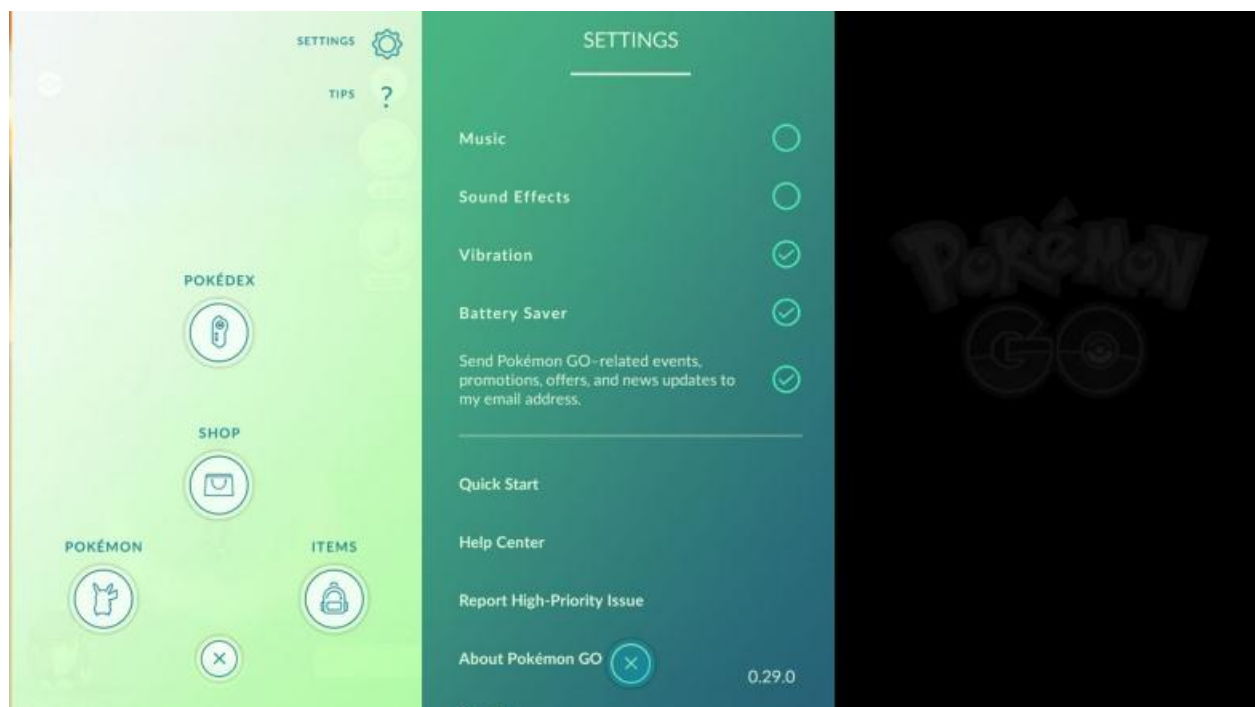 SETTINGS
TIPS
?
POKÉDEX
SHOP
POKÉMON
ITEMS
SETTINGS
Music
Sound Effects
Vibration
Battery Saver
Send Pokémon GO-related events,
promotions, offers, and news updates to
my email address.
Quick Start
Help Center
Report High-Priority Issue
About Pokémon GO
0.29.0
POKéMON
GO